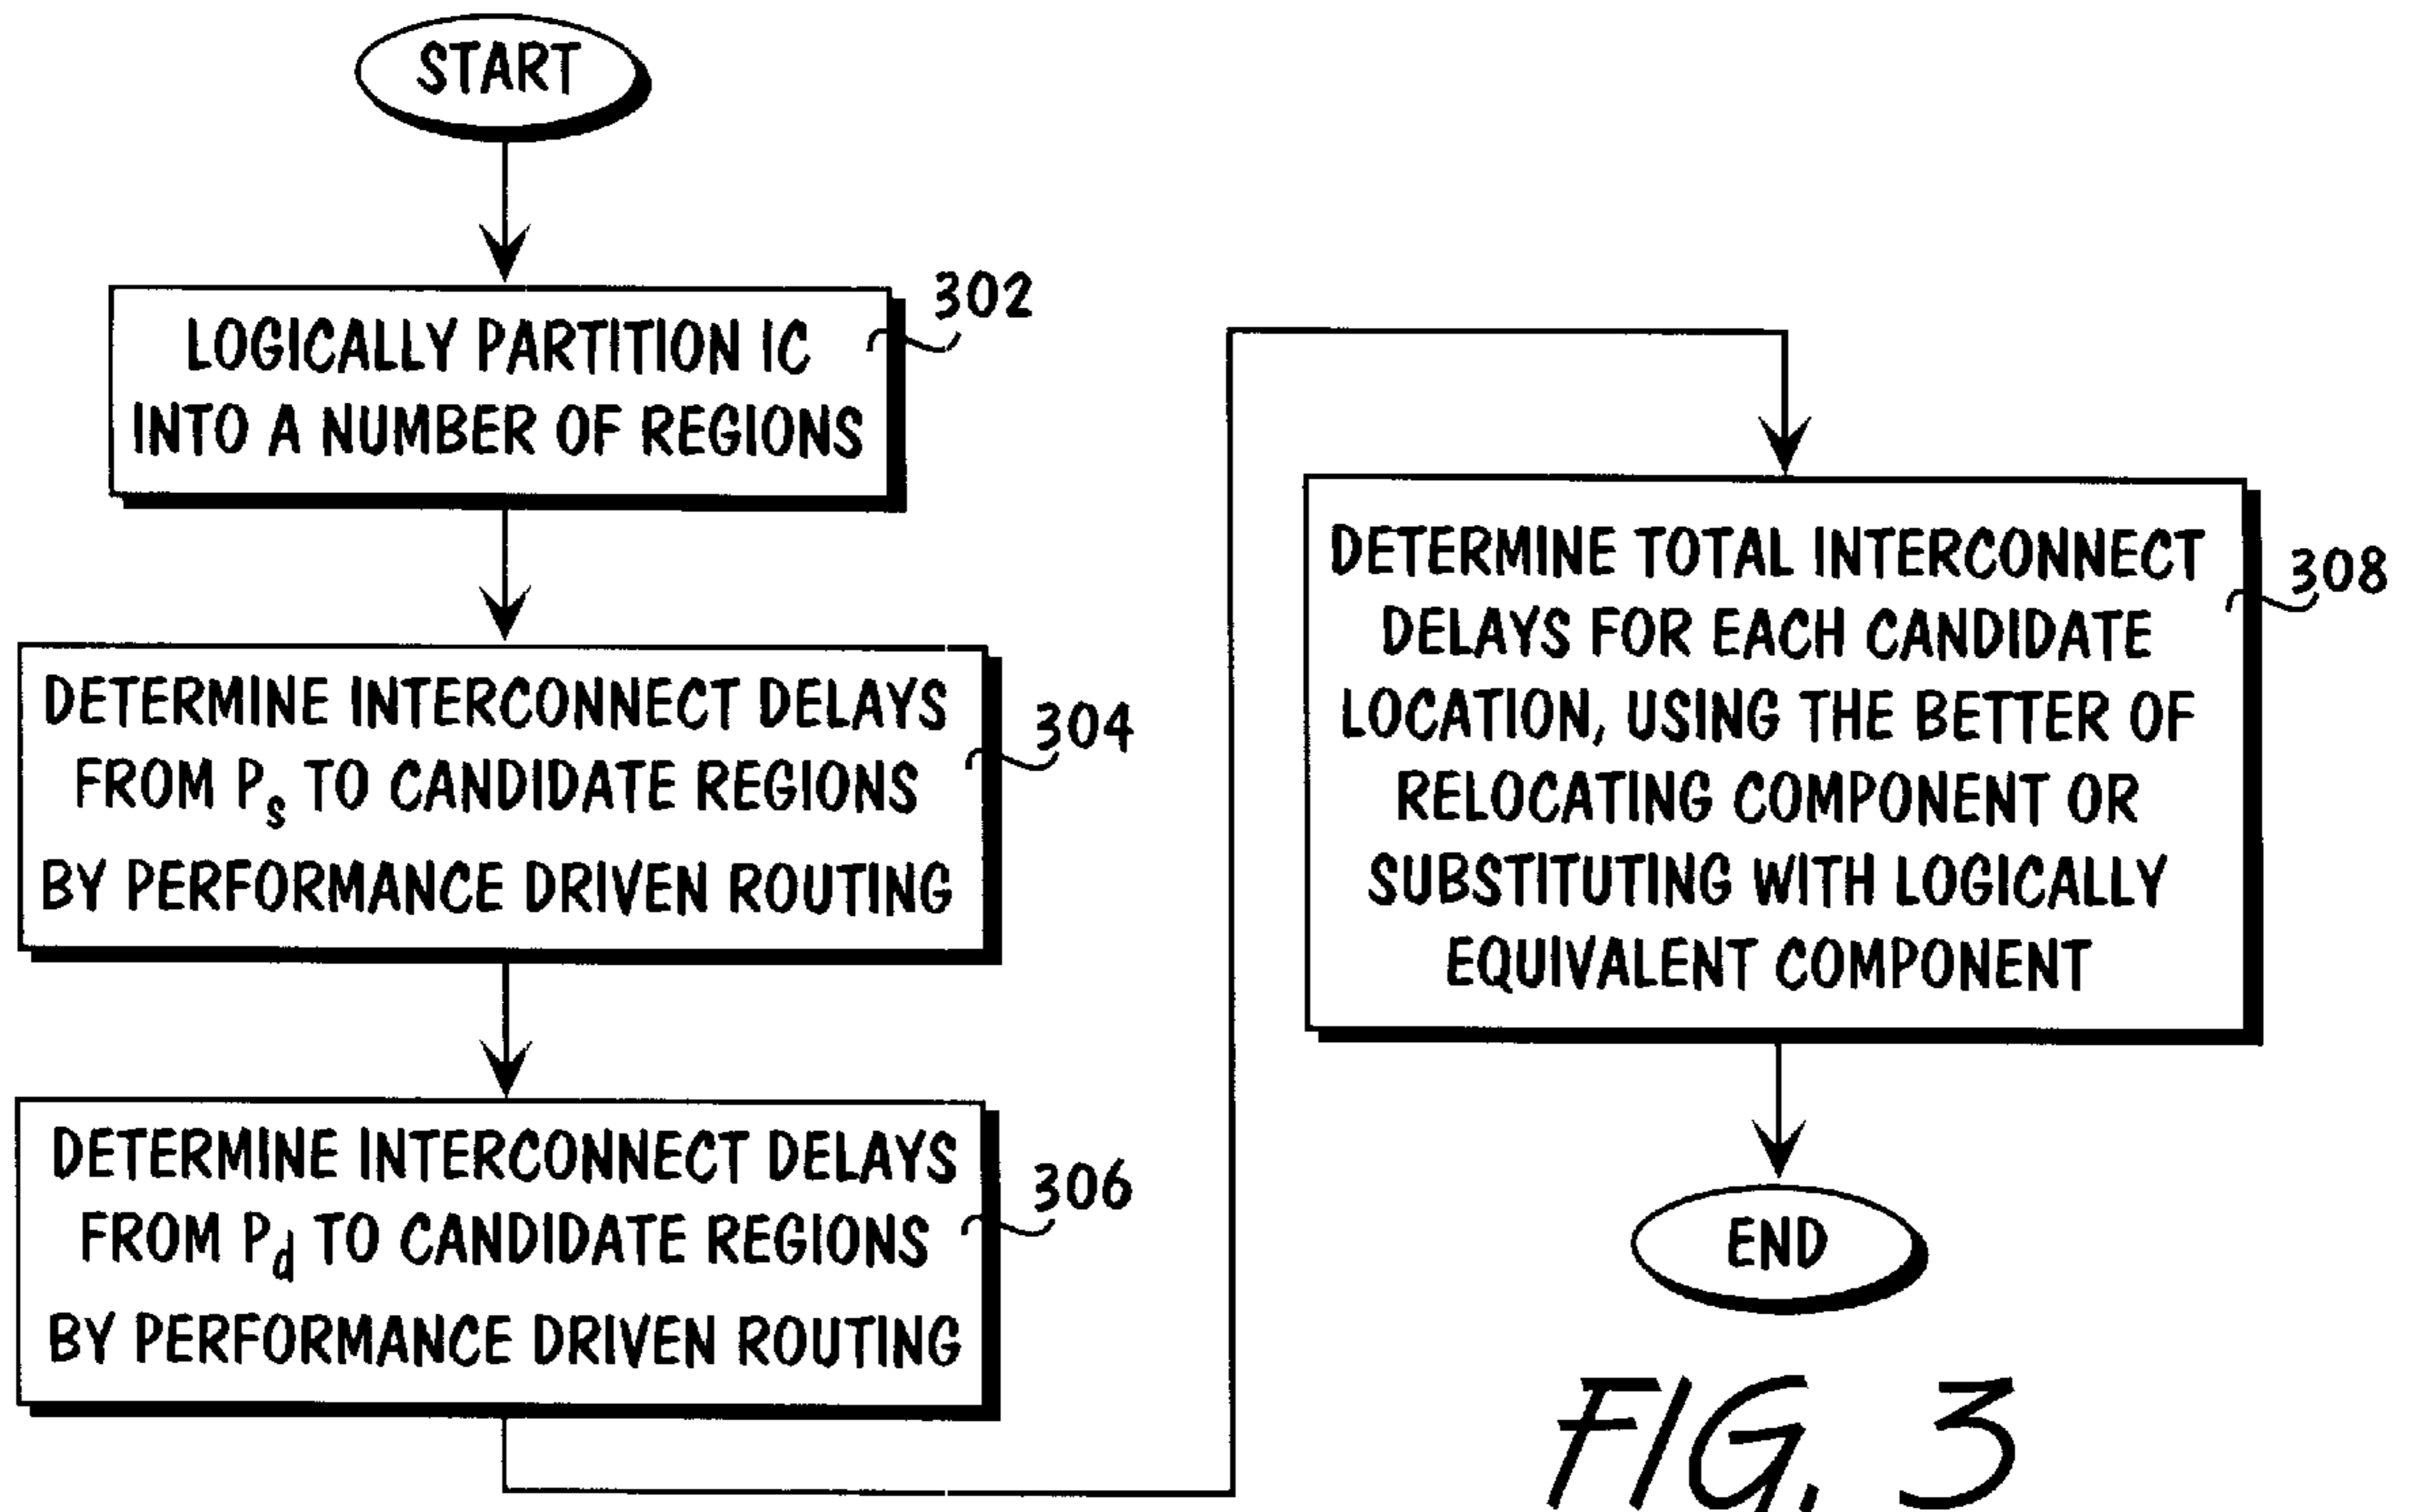 START
302
LOGICALLY PARTITION IC
INTO A NUMBER OF REGIONS
DETERMINE INTERCONNECT DELAYS
304
FROM Ps TO CANDIDATE REGIONS
BY PERFORMANCE DRIVEN ROUTING
DETERMINE INTERCONNECT DELAYS
306
FROM Pd TO CANDIDATE REGIONS
BY PERFORMANCE DRIVEN ROUTING
DETERMINE TOTAL INTERCONNECT
308
DELAYS FOR EACH CANDIDATE
LOCATION, USING THE BETTER OF
RELOCATING COMPONENT OR
SUBSTITUTING WITH LOGICALLY
EQUIVALENT COMPONENT
END
FIG. 3